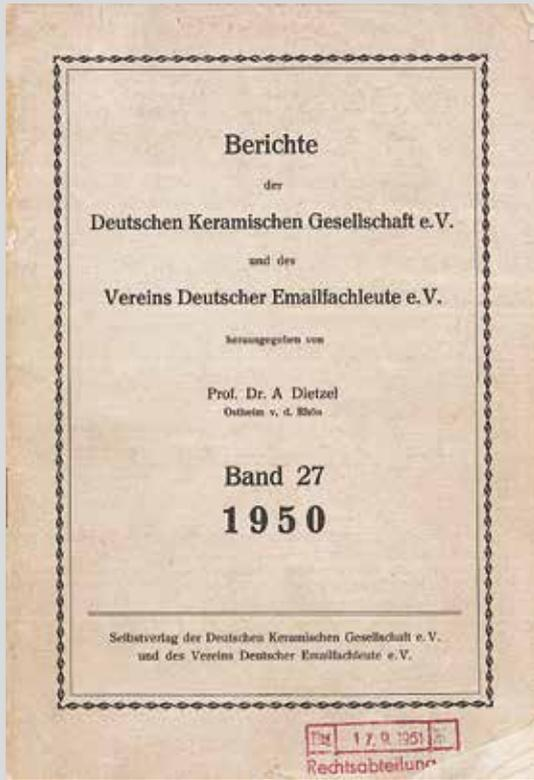 Berichte
der
Deutschen Keramischen Gesellschaft e.V.
und des
Vereins Deutscher Emailfachleute e.V.
herausgegeben von
Prof. Dr. A Dietzel
Ostheim v. d. Rhön
Band 27
1950
Selbstverlag der Deutschen Keramischen Gesellschaft e.V.
und des Vereins Deutscher Emailfachleute e.V.
17. 9. 1951
Rechtsabteilung